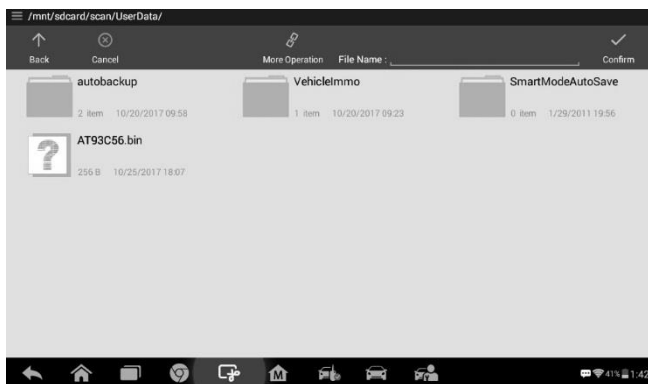 /mnt/sdcard/scan/UserData/
Back Cancel More Operation File Name : Confirm
autobackup VehicleImmo SmartModeAutoSave
2 item 10/20/2017 09:58 1 item 10/20/2017 09:23 0 item 1/29/2011 19:56
AT93C56.bin
256 B 10/25/2017 18:07
M 41% 1:42